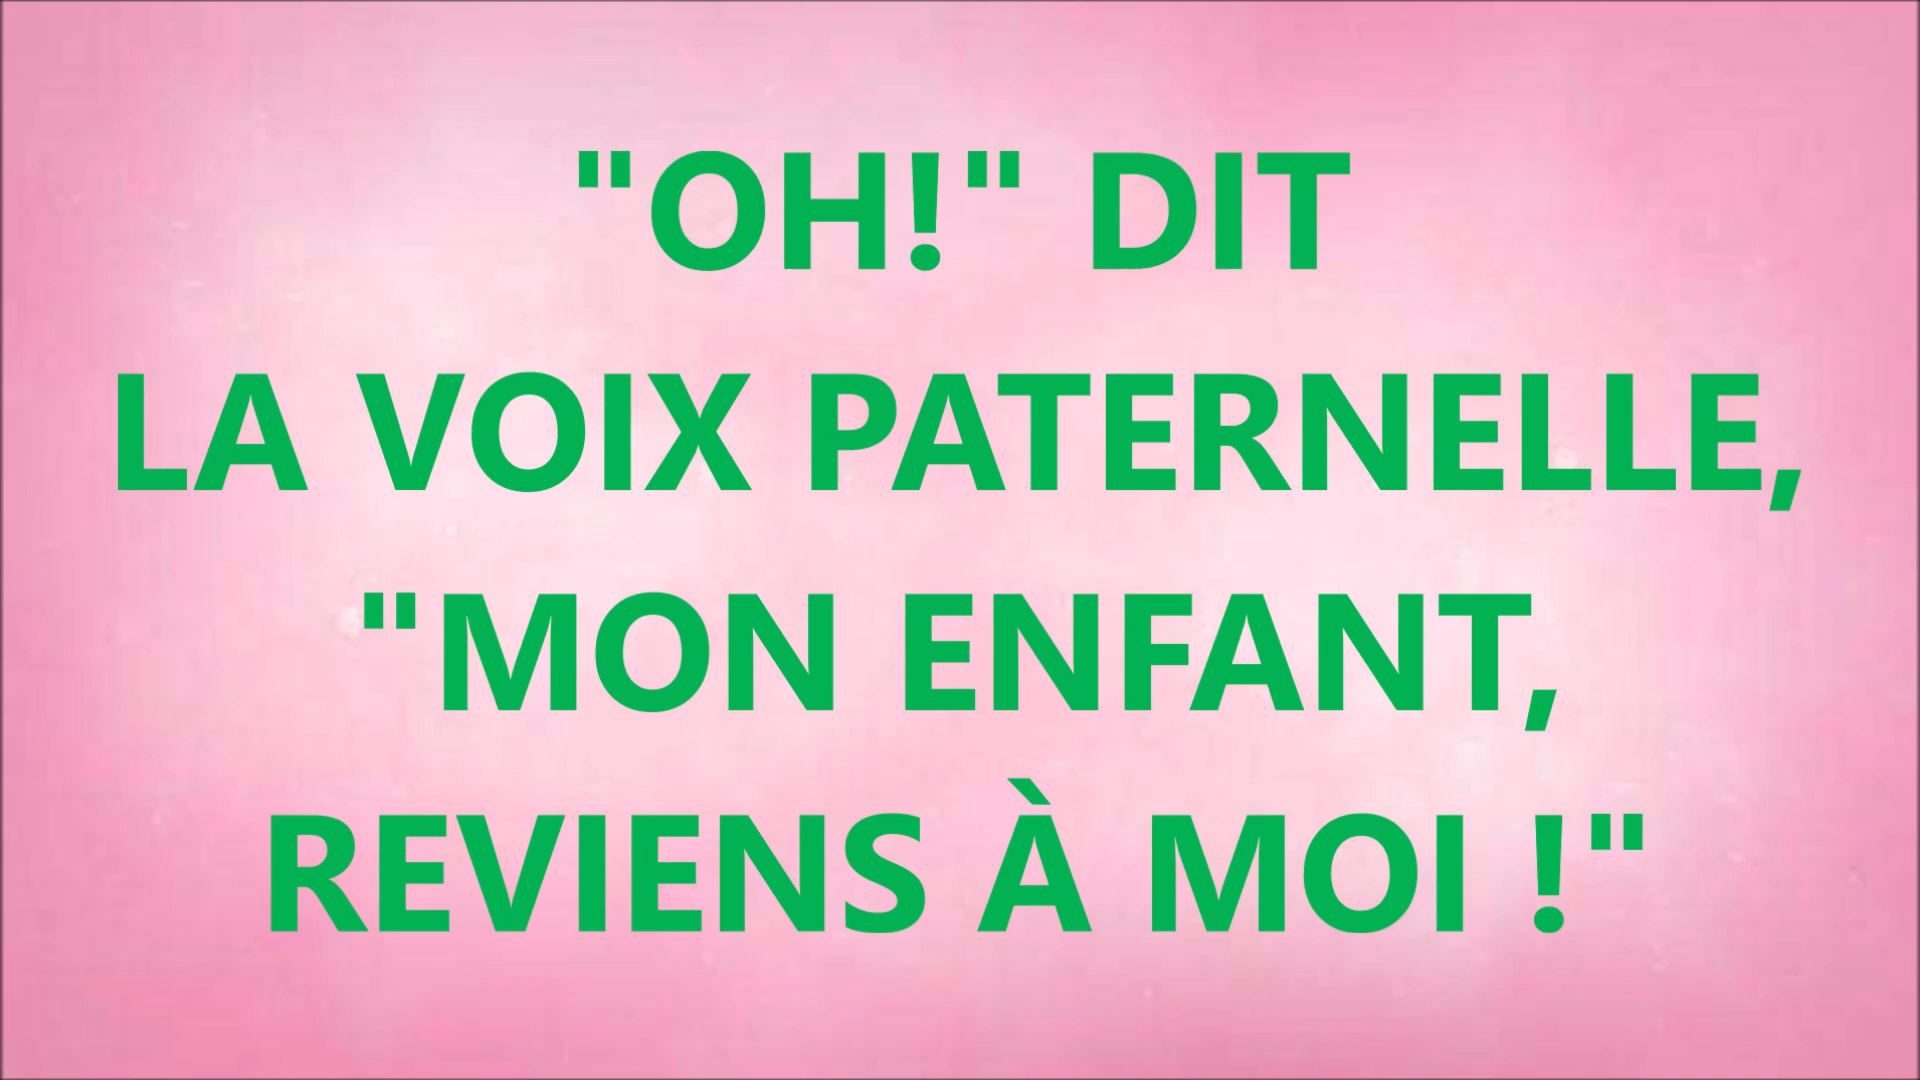 "OH!" DIT
LA VOIX PATERNELLE,
"MON ENFANT,
REVIENS À MOI !"